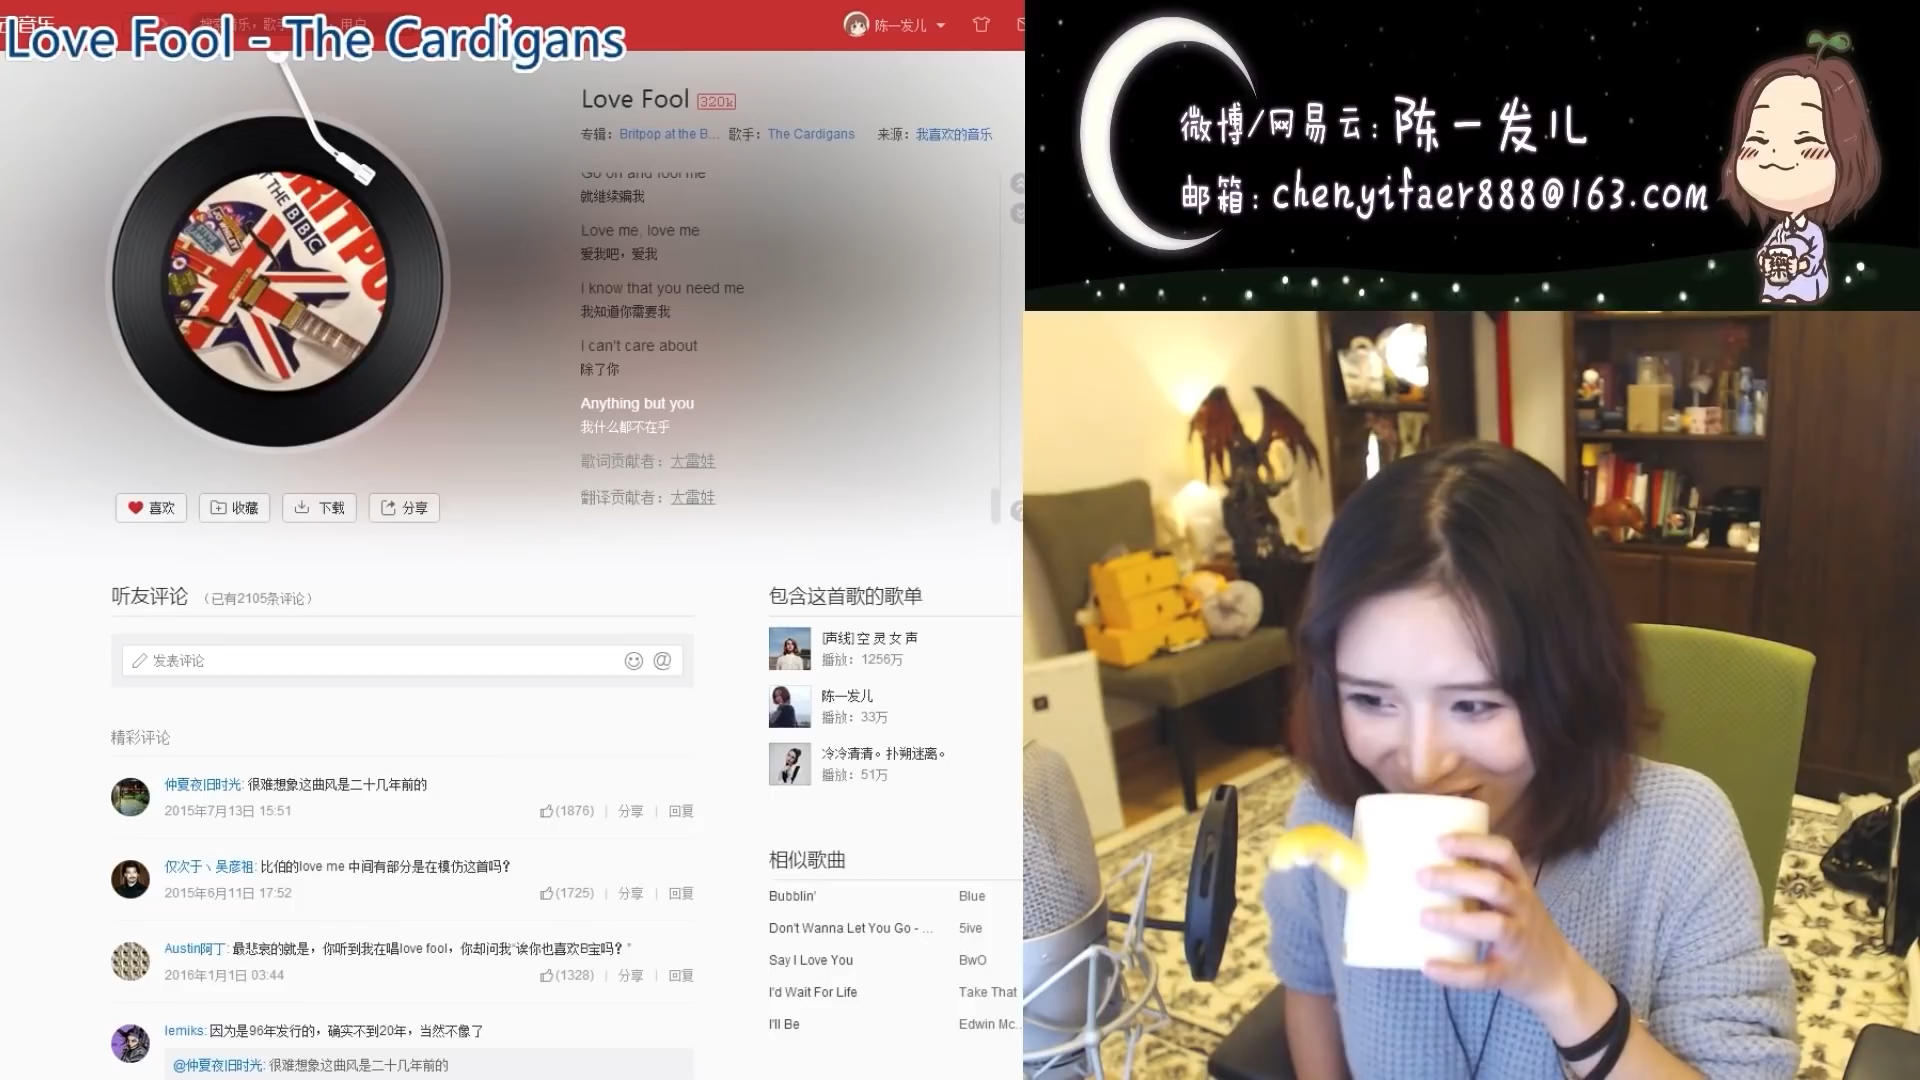 Love Fool - The Cardigans
陈一发儿
Love Fool 320k
专辑：Britpop at the B... 歌手：The Cardigans 来源：我喜欢的音乐
Go on and fool me
就继续骗我
Love me, love me
爱我吧，爱我
I know that you need me
我知道你需要我
I can't care about
除了你
Anything but you
我什么都不在乎
歌词贡献者：大雷娃
翻译贡献者：大雷娃
喜欢 收藏 下载 分享
听友评论 （已有2105条评论）
发表评论
精彩评论
仲夏夜旧时光: 很难想象这曲风是二十几年前的
2015年7月13日 15:51 (1876) | 分享 | 回复
仅次于丶吴彦祖: 比伯的love me 中间有部分是在模仿这首吗？
2015年6月11日 17:52 (1725) | 分享 | 回复
Austin阿丁: 最悲哀的就是，你听到我在唱love fool，你却问我“诶你也喜欢B宝吗？”
2016年1月1日 03:44 (1328) | 分享 | 回复
lemiks: 因为是96年发行的，确实不到20年，当然不像了
@仲夏夜旧时光: 很难想象这曲风是二十几年前的
包含这首歌的歌单
[声线] 空 灵 女 声
播放：1256万
陈一发儿
播放：33万
冷冷清清。扑朔迷离。
播放：51万
相似歌曲
Bubblin' Blue
Don't Wanna Let You Go - ... 5ive
Say I Love You BwO
I'd Wait For Life Take That
I'll Be Edwin Mc...
微博/网易云：陈一发儿
邮箱：chenyifaer888@163.com